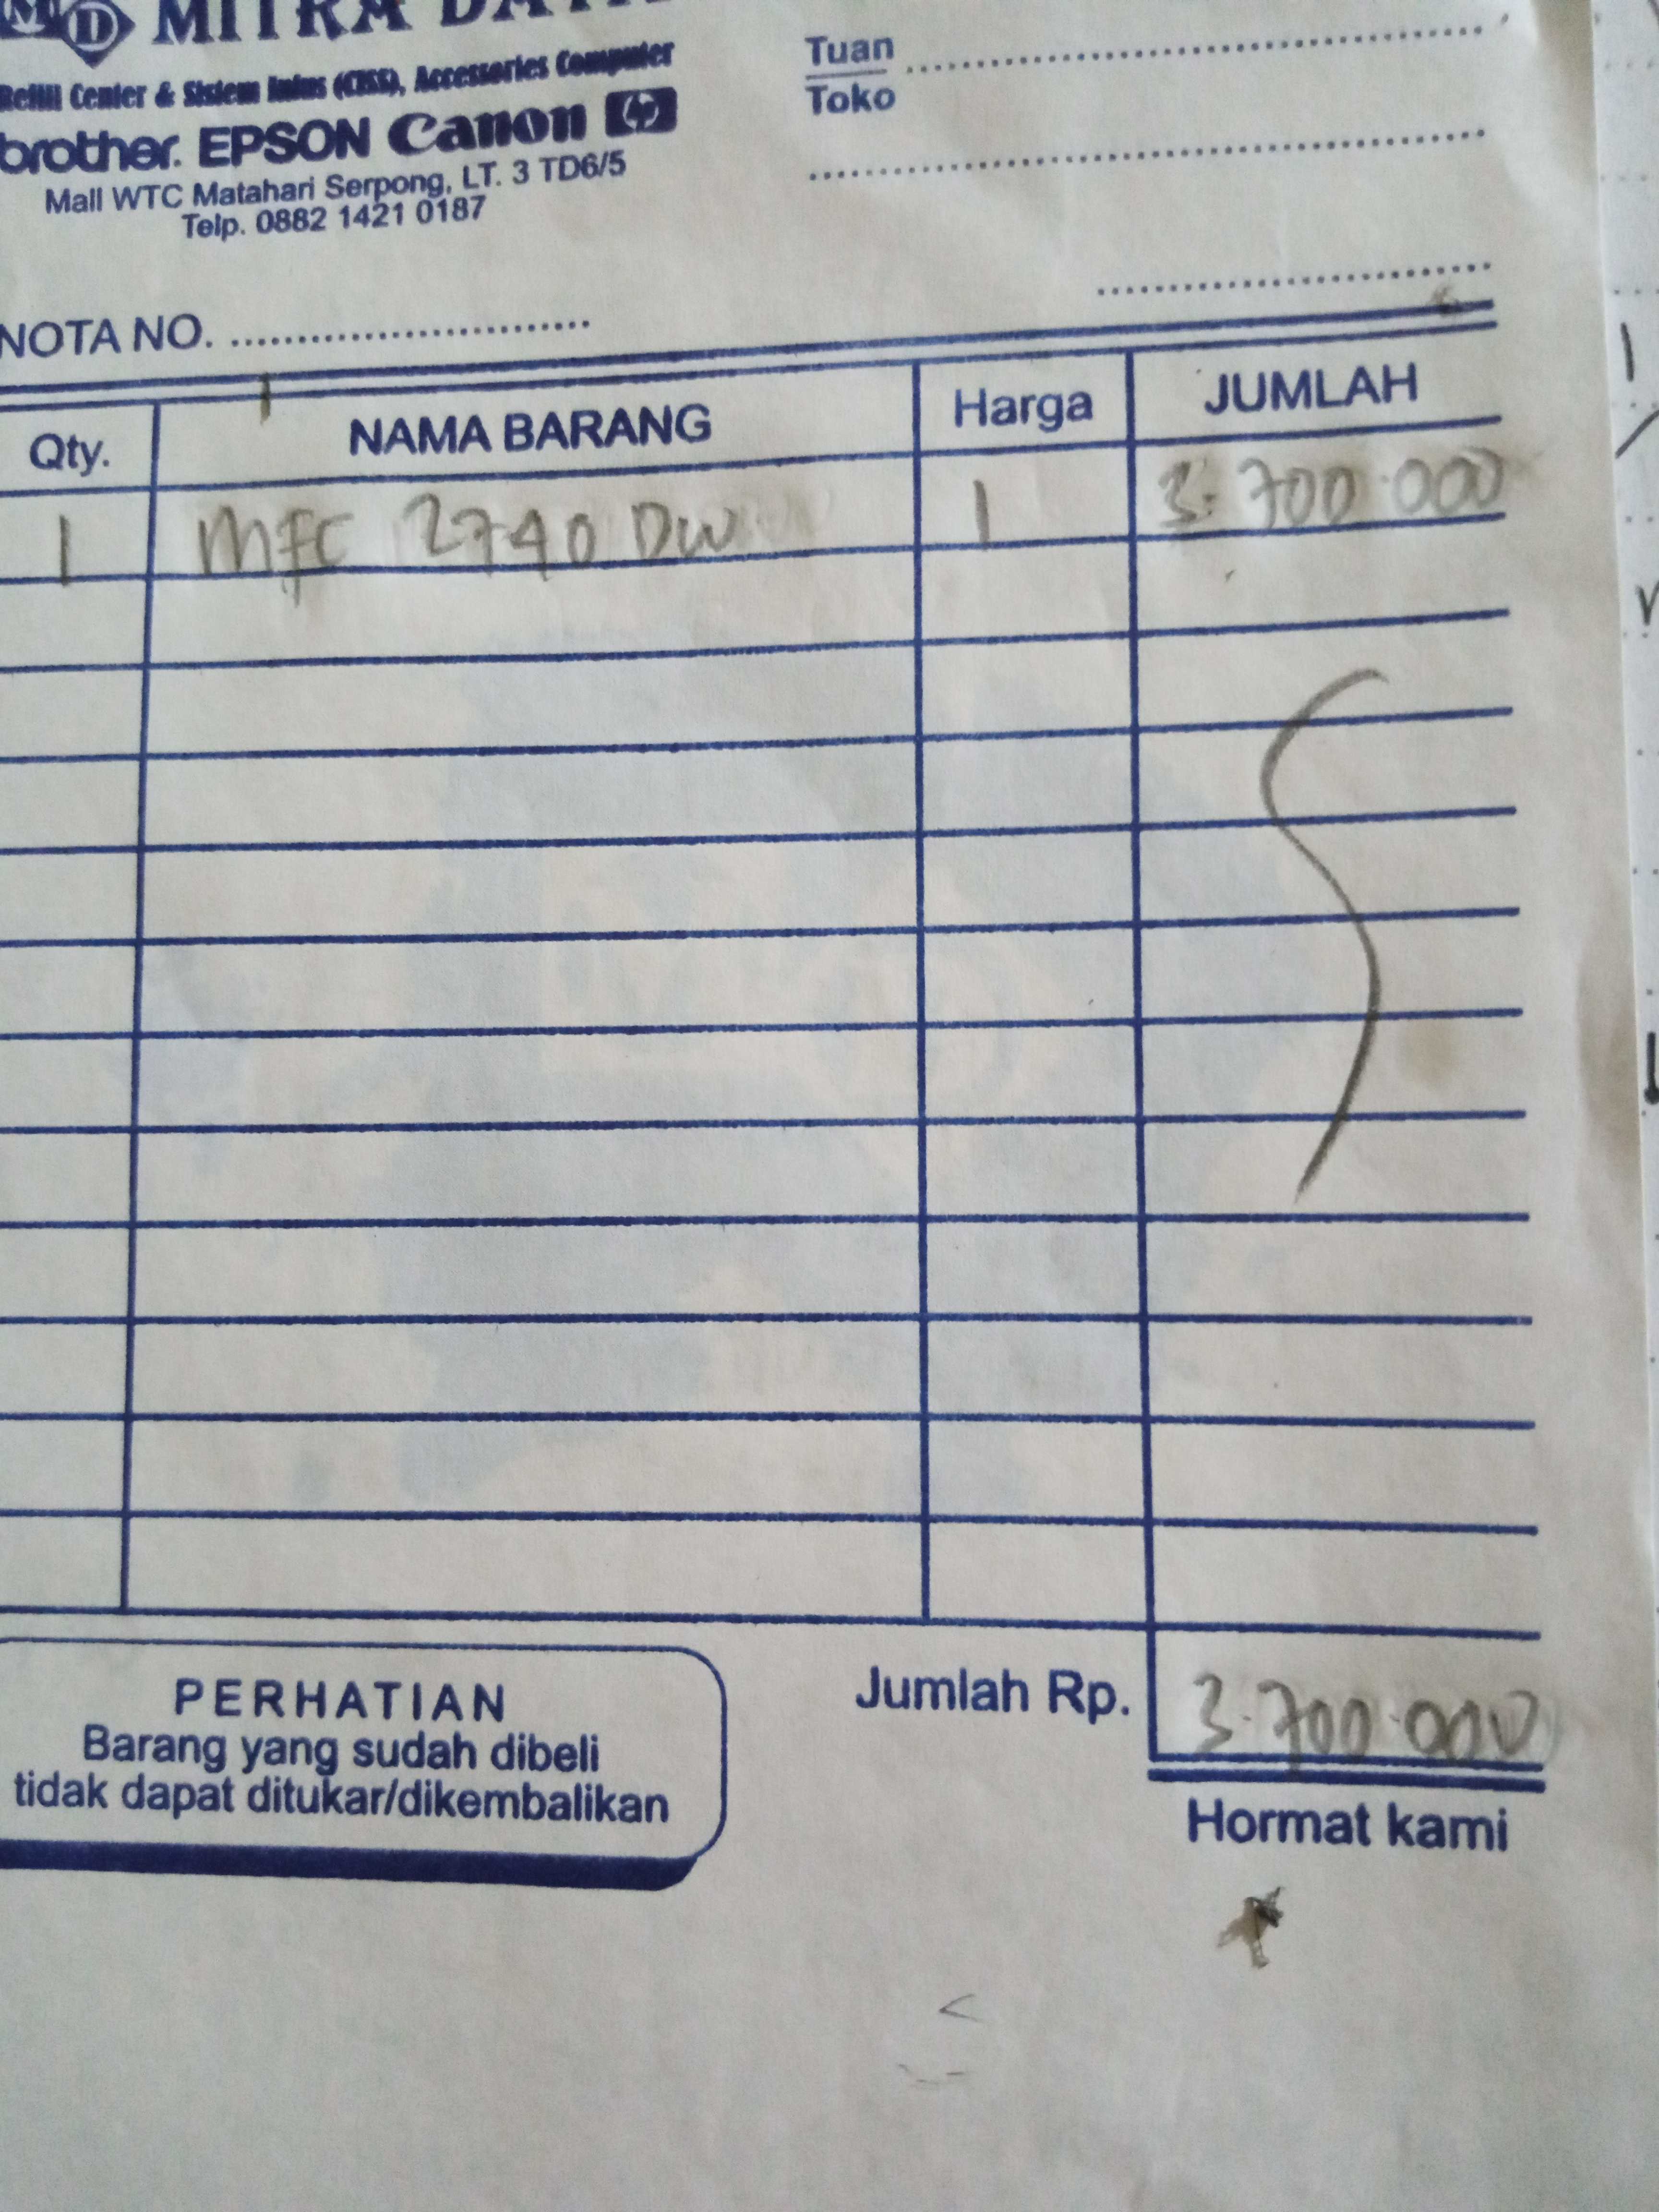 MD MITRA DATA
Refill Center & Sistem Infus (CISS), Accessories Computer
brother. EPSON Canon hp
Mall WTC Matahari Serpong, LT. 3 TD6/5
Telp. 0882 1421 0187
Tuan
Toko
NOTA NO.
Qty. NAMA BARANG Harga JUMLAH
1 MFC 2740 DW 1 3.700.000
Jumlah Rp. 3.700.000
PERHATIAN
Barang yang sudah dibeli
tidak dapat ditukar/dikembalikan
Hormat kami